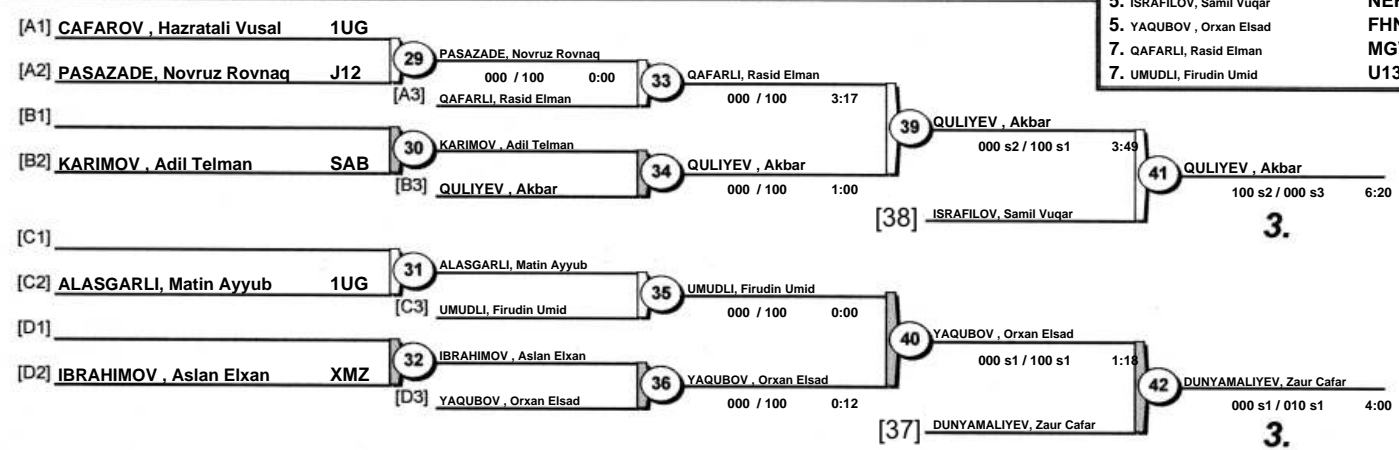 5. ISRAFILOV, Samil Vuqar
5. YAQUBOV , Orxan Elsad
7. QAFARLI, Rasid Elman
7. UMUDLI, Firudin Umid U13
[A1] CAFAROV , Hazratali Vusal 1UG
[A2] PASAZADE, Novruz Rovnaq J12
29
PASAZADE, Novruz Rovnaq
000 / 100 0:00
[A3] QAFARLI, Rasid Elman
33
QAFARLI, Rasid Elman
000 / 100 3:17
[B1]
[B2] KARIMOV , Adil Telman SAB
30
KARIMOV , Adil Telman
[B3] QULIYEV , Akbar
34
QULIYEV , Akbar
000 / 100 1:00
39
QULIYEV , Akbar
000 s2 / 100 s1 3:49
[38] ISRAFILOV, Samil Vuqar
41
QULIYEV , Akbar
100 s2 / 000 s3 6:20
3.
[C1]
[C2] ALASGARLI, Matin Ayyub 1UG
31
ALASGARLI, Matin Ayyub
[C3] UMUDLI, Firudin Umid
35
UMUDLI, Firudin Umid
000 / 100 0:00
[D1]
[D2] IBRAHIMOV , Aslan Elxan XMZ
32
IBRAHIMOV , Aslan Elxan
[D3] YAQUBOV , Orxan Elsad
36
YAQUBOV , Orxan Elsad
000 / 100 0:12
40
YAQUBOV , Orxan Elsad
000 s1 / 100 s1 1:18
[37] DUNYAMALIYEV, Zaur Cafar
42
DUNYAMALIYEV, Zaur Cafar
000 s1 / 010 s1 4:00
3.